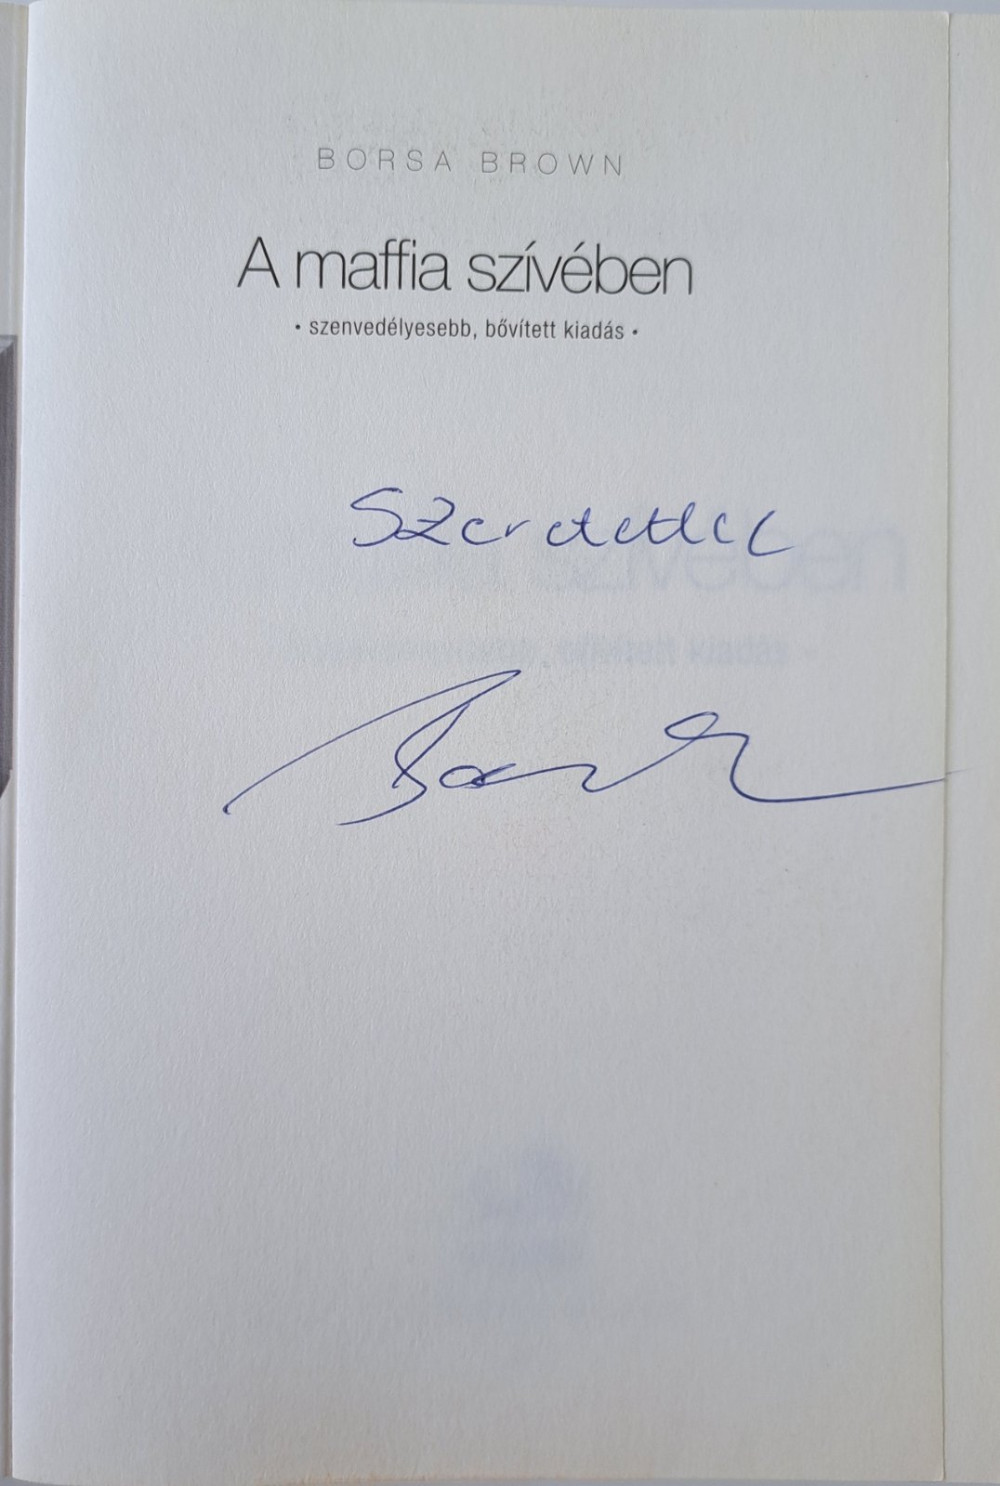 BORSA BROWN
A maffia szívében
• szenvedélyesebb, bővített kiadás •
Szeretettel